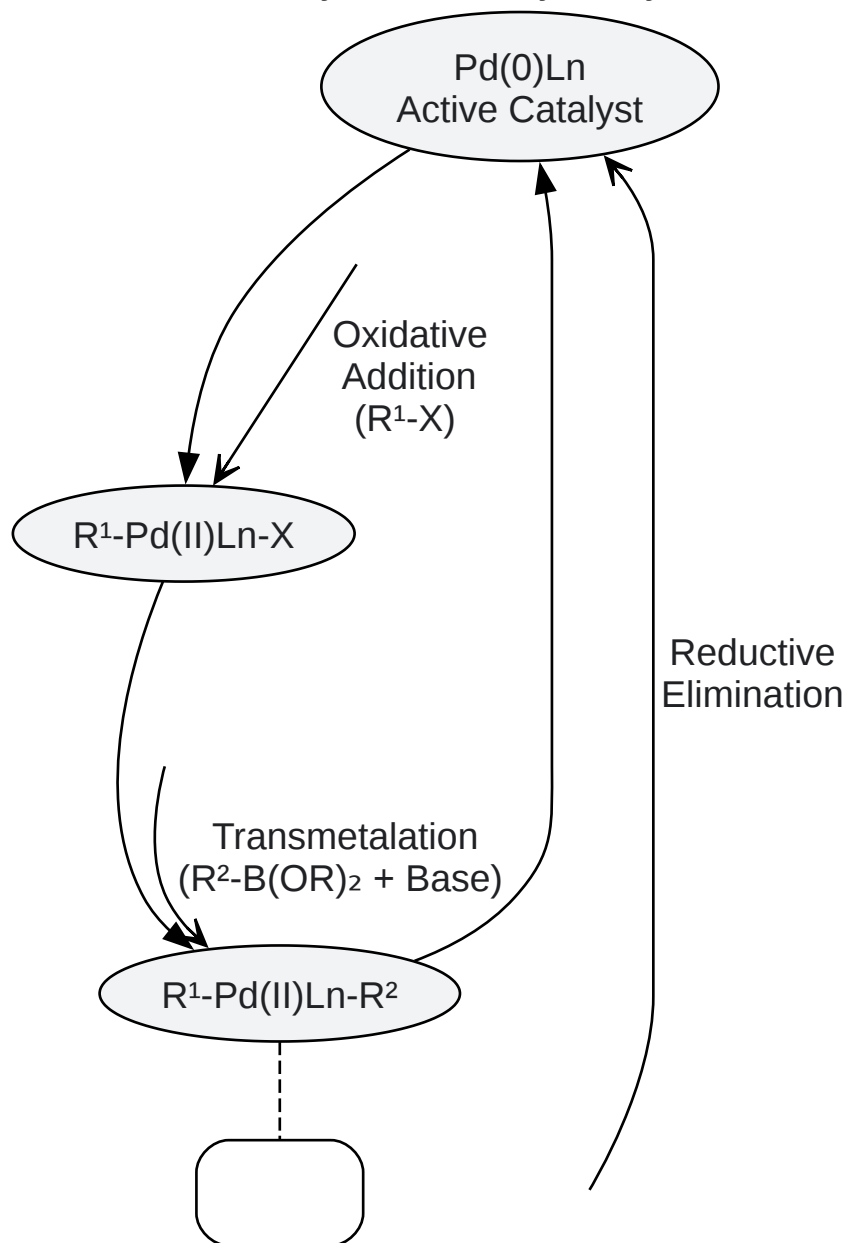 Pd(0)Ln
Active Catalyst
Oxidative
Addition
(R¹-X)
R¹-Pd(II)Ln-X
Reductive
Elimination
Transmetalation
(R²-B(OR)₂ + Base)
R¹-Pd(II)Ln-R²